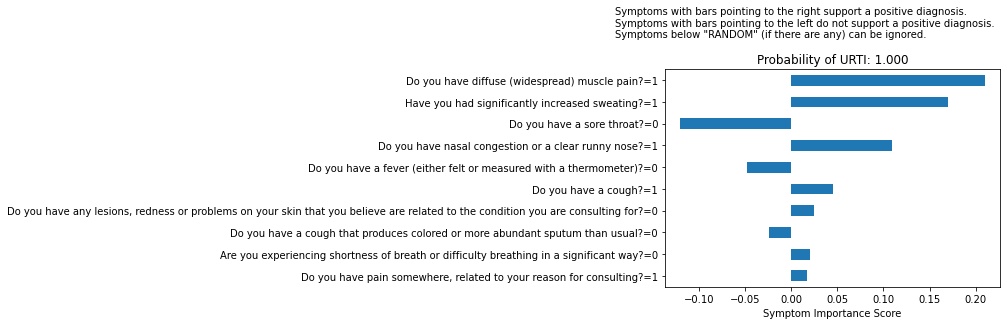 Symptoms with bars pointing to the right support a positive diagnosis.
Symptoms with bars pointing to the left do not support a positive diagnosis.
Symptoms below "RANDOM" (if there are any) can be ignored.
Probability of URTI: 1.000
Do you have diffuse (widespread) muscle pain?=1
Have you had significantly increased sweating?=1
Do you have a sore throat?=0
Do you have nasal congestion or a clear runny nose?=1
Do you have a fever (either felt or measured with a thermometer)?=0
Do you have a cough?=1
Do you have any lesions, redness or problems on your skin that you believe are related to the condition you are consulting for?=0
Do you have a cough that produces colored or more abundant sputum than usual?=0
Are you experiencing shortness of breath or difficulty breathing in a significant way?=0
Do you have pain somewhere, related to your reason for consulting?=1
−0.10 −0.05 0.00 0.05 0.10 0.15 0.20
Symptom Importance Score